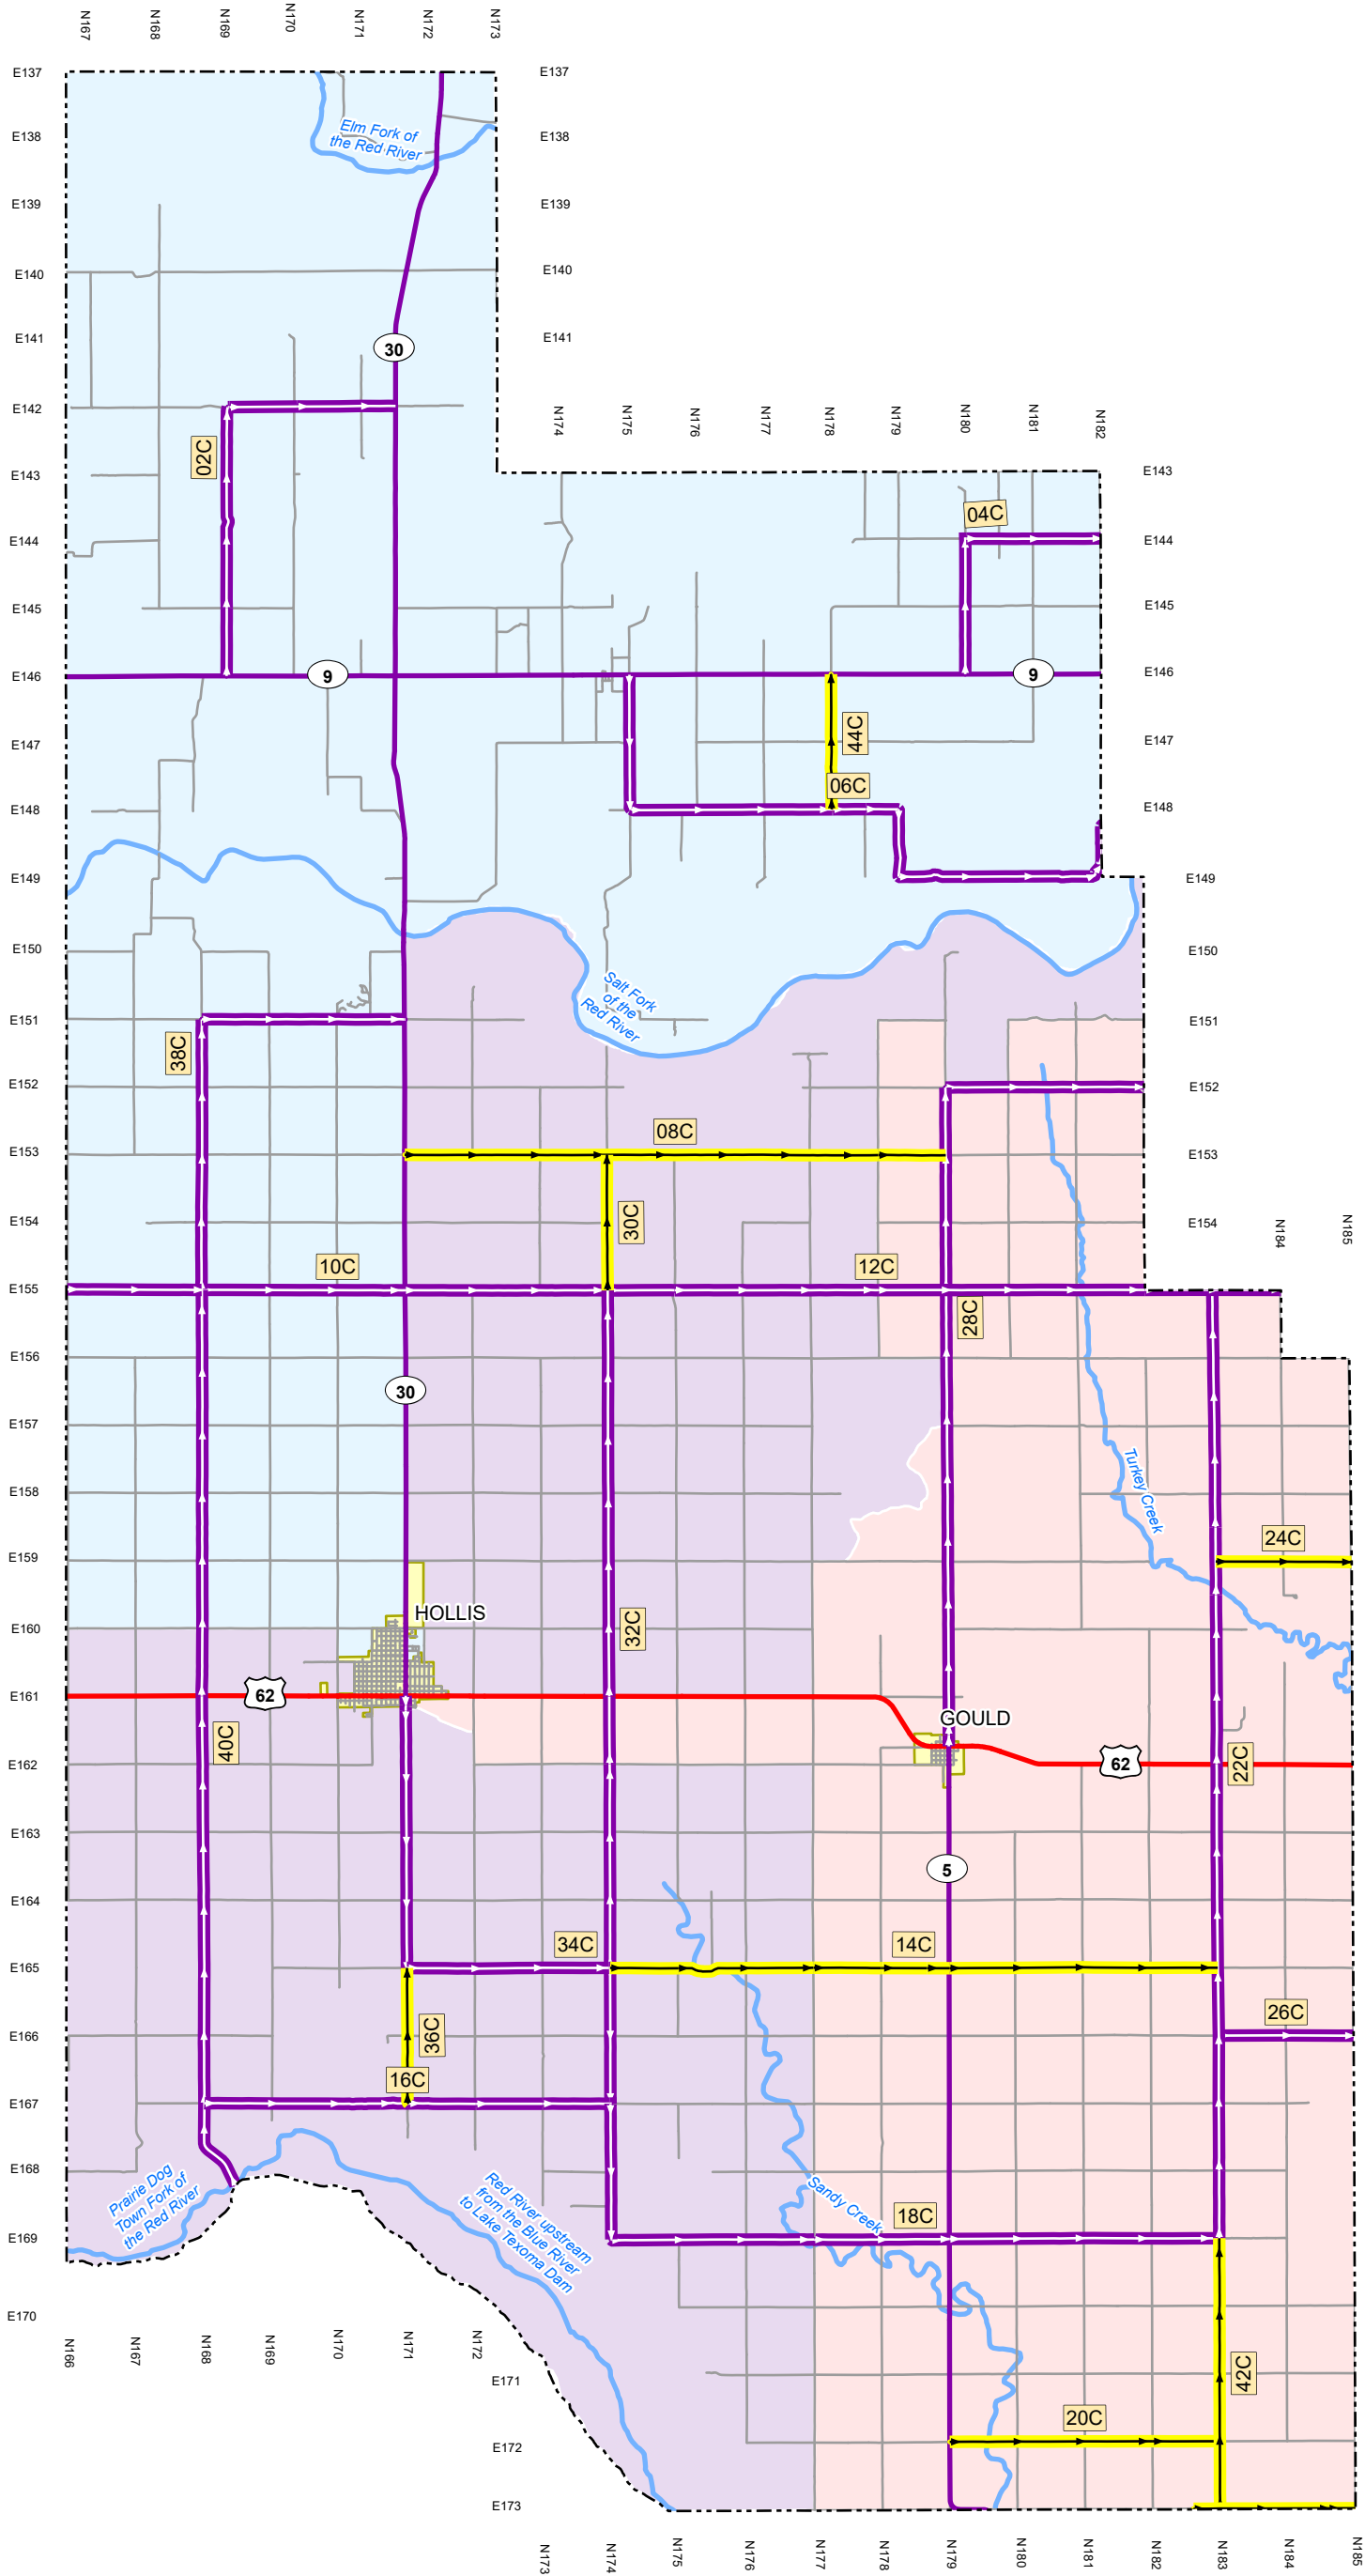 N167
N168
N169
N170
N171
N172
N173
E137
E137
Elm Fork of
the Red River
E138
E138
E139
E139
E140
E140
E141
E141
30
E142
N174
N175
N176
N177
N178
N179
N180
N181
N182
02C
E143
E143
04C
E144
E144
E145
E145
E146
9
9
E146
44C
E147
E147
06C
E148
E148
E149
E149
E150
E150
Salt Fork
of the
Red River
E151
E151
38C
E152
E152
08C
E153
E153
30C
E154
E154
N184
N185
10C
12C
E155
28C
E156
30
E157
Turkey Creek
E158
24C
E159
HOLLIS
E160
32C
E161
62
GOULD
40C
E162
62
22C
E163
5
E164
34C
14C
E165
26C
E166
36C
16C
E167
E168
Prairie Dog
Town Fork of
the Red River
Red River upstream
from the Blue River
to Lake Texoma Dam
Sandy Creek
18C
E169
E170
N166
N167
N168
N169
N170
N171
N172
E171
42C
20C
E172
E173
N173
N174
N175
N176
N177
N178
N179
N180
N181
N182
N183
N184
N185